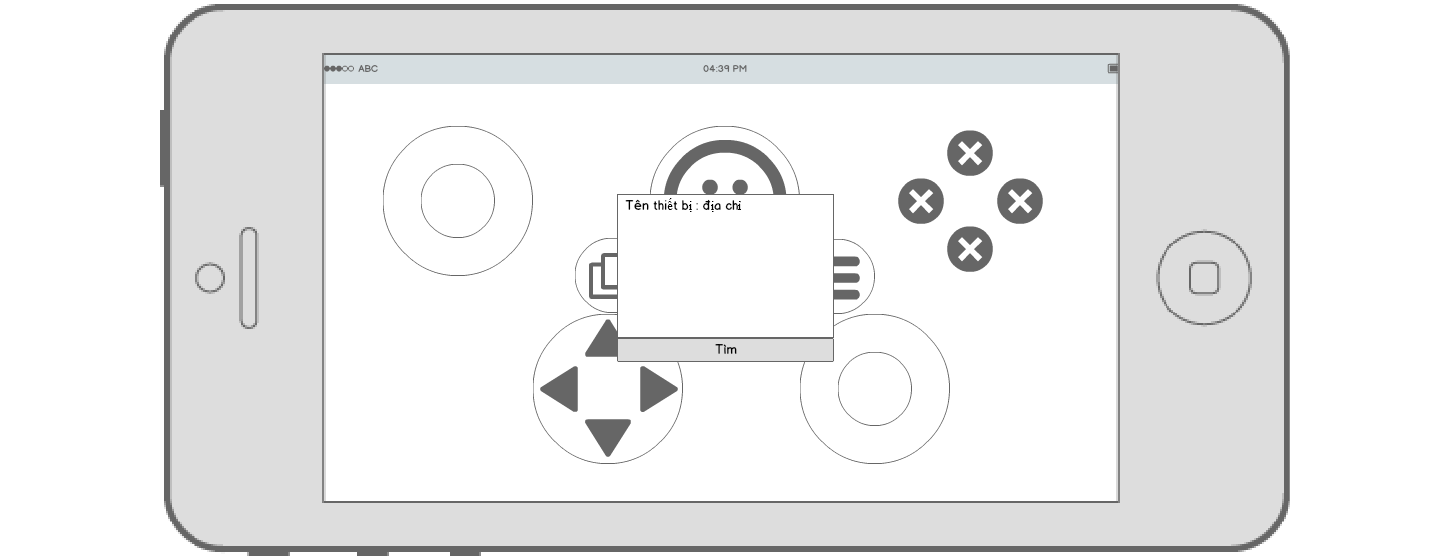 ABC
04:39 PM
Tên thiết bị : địa chỉ
Tìm